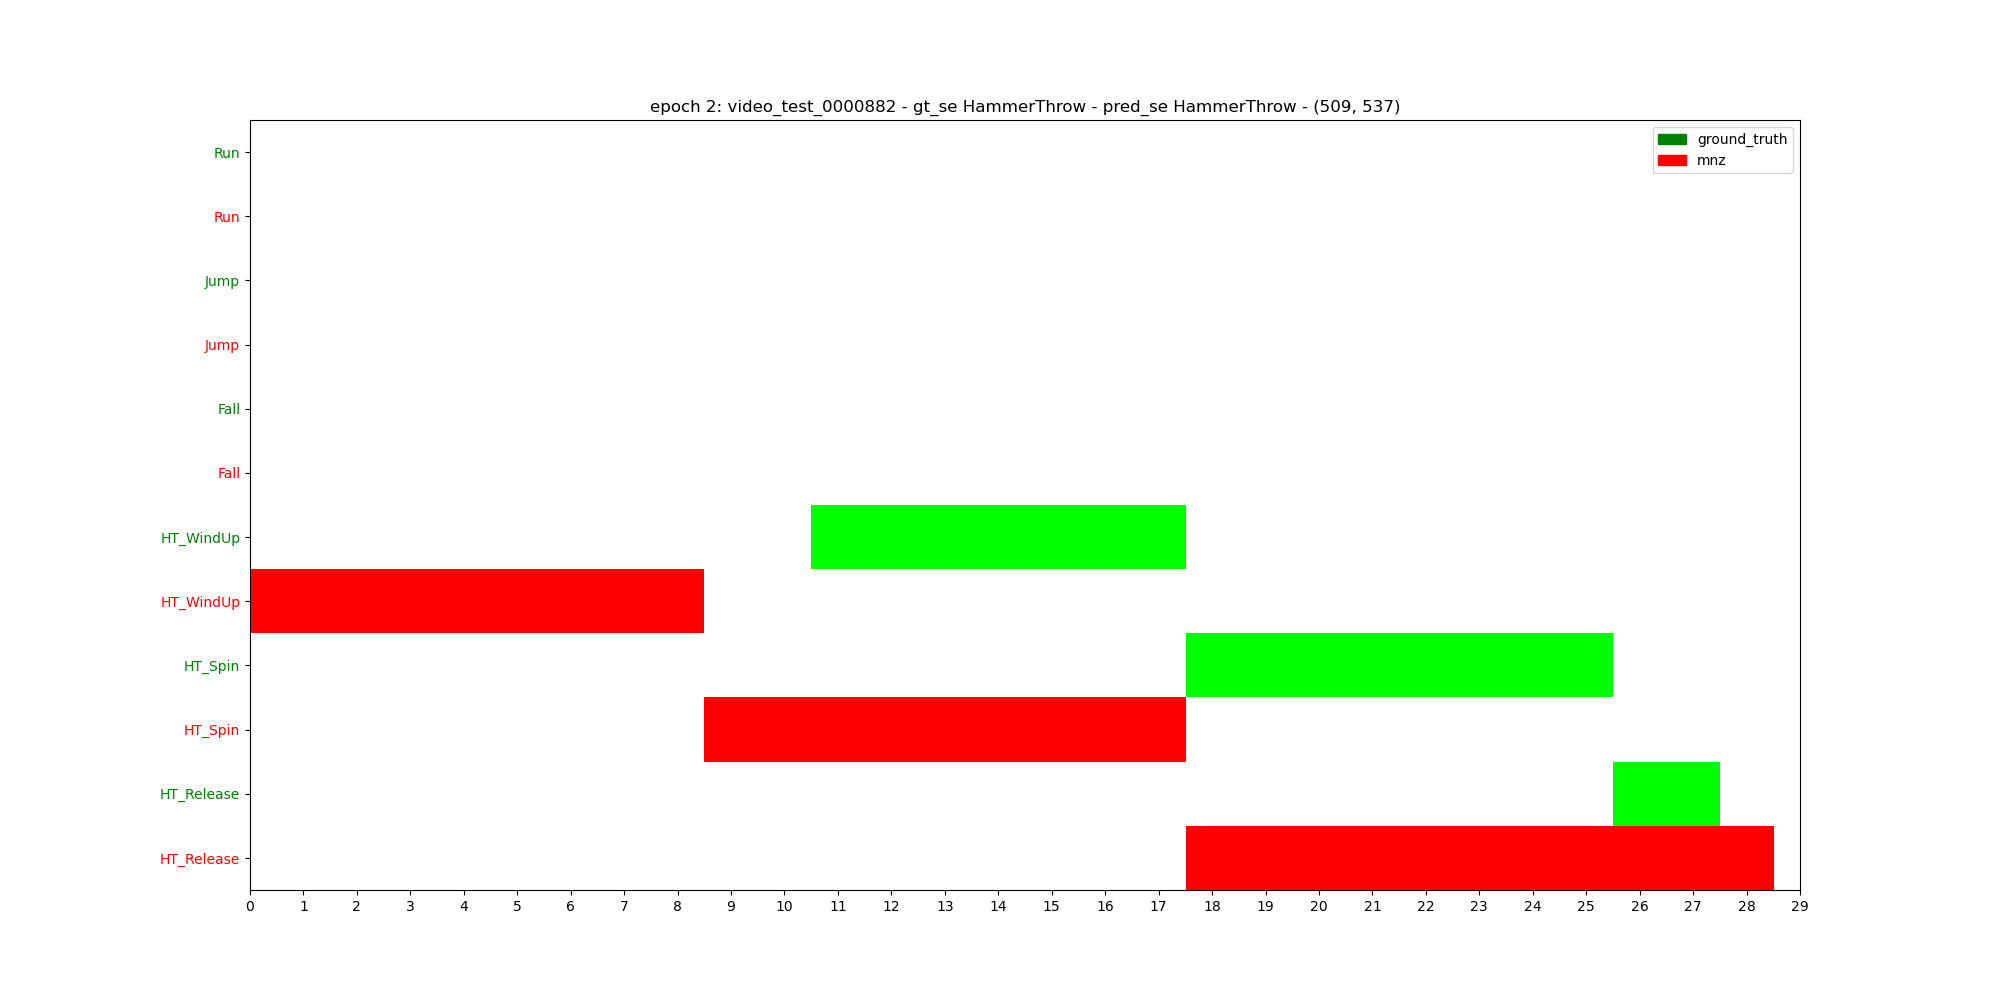 epoch 2: video_test_0000882 - gt_se HammerThrow - pred_se HammerThrow - (509, 537)
ground_truth
mnz
Run
Run
Jump
Jump
Fall
Fall
HT_WindUp
HT_WindUp
HT_Spin
HT_Spin
HT_Release
HT_Release
0 1 2 3 4 5 6 7 8 9 10 11 12 13 14 15 16 17 18 19 20 21 22 23 24 25 26 27 28 29